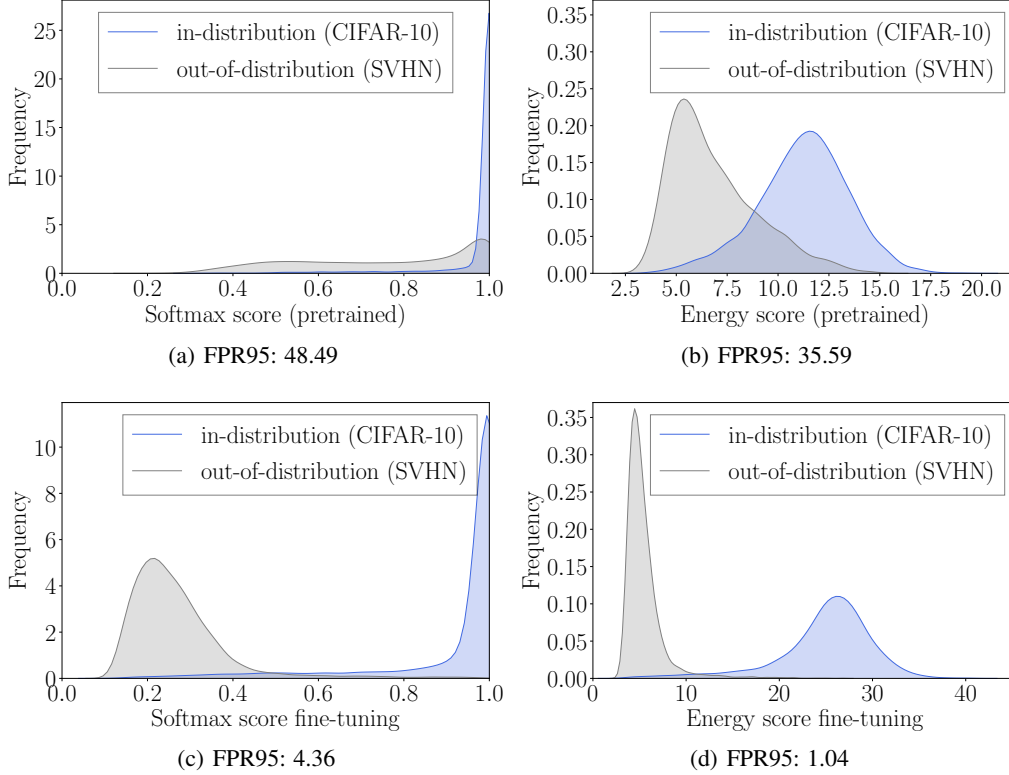 in-distribution (CIFAR-10)
out-of-distribution (SVHN)
Frequency
25
20
15
10
5
0
0.0 0.2 0.4 0.6 0.8 1.0
Softmax score (pretrained)
(a) FPR95: 48.49
in-distribution (CIFAR-10)
out-of-distribution (SVHN)
Frequency
0.35
0.30
0.25
0.20
0.15
0.10
0.05
0.00
2.5 5.0 7.5 10.0 12.5 15.0 17.5 20.0
Energy score (pretrained)
(b) FPR95: 35.59
in-distribution (CIFAR-10)
out-of-distribution (SVHN)
Frequency
10
8
6
4
2
0
0.0 0.2 0.4 0.6 0.8 1.0
Softmax score fine-tuning
(c) FPR95: 4.36
in-distribution (CIFAR-10)
out-of-distribution (SVHN)
Frequency
0.35
0.30
0.25
0.20
0.15
0.10
0.05
0.00
0 10 20 30 40
Energy score fine-tuning
(d) FPR95: 1.04